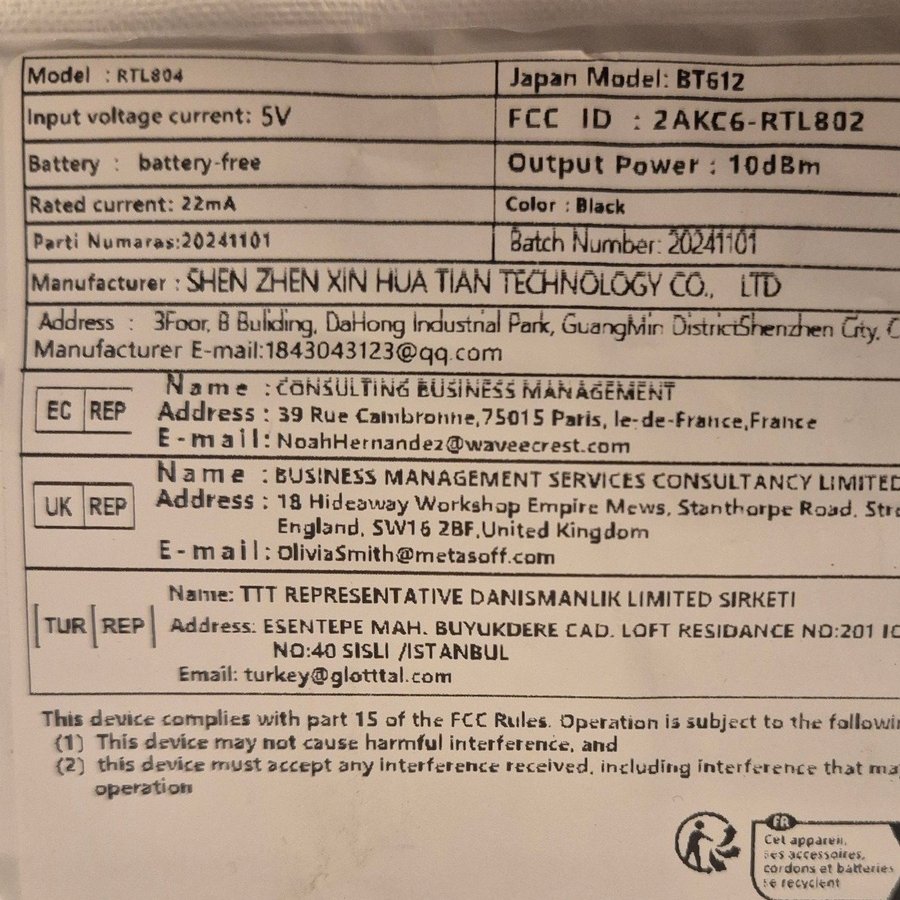 Model : RTL804
Japan Model: BT612
Input voltage current: 5V
FCC ID : 2AKC6-RTL802
Battery : battery-free
Output Power : 10dBm
Rated current: 22mA
Color : Black
Parti Numaras:20241101
Batch Number: 20241101
Manufacturer : SHEN ZHEN XIN HUA TIAN TECHNOLOGY CO., LTD
Address : 3Foor, B Buliding, DaHong Industrial Park, GuangMin DistrictShenzhen City, C
Manufacturer E-mail:1843043123@qq.com
EC REP
Name : CONSULTING BUSINESS MANAGEMENT
Address : 39 Rue Cambronne,75015 Paris, le-de-France,France
E-mail: NoahHernandez@waveecrest.com
UK REP
Name : BUSINESS MANAGEMENT SERVICES CONSULTANCY LIMITED
Address : 18 Hideaway Workshop Empire Mews, Stanthorpe Road, Stre
England, SW16 2BF,United Kingdom
E-mail: OliviaSmith@metasoff.com
TUR REP
Name: TTT REPRESENTATIVE DANISMANLIK LIMITED SIRKETI
Address: ESENTEPE MAH. BUYUKDERE CAD. LOFT RESIDANCE NO:201 IC
NO:40 SISLI /ISTANBUL
Email: turkey@glotttal.com
This device complies with part 15 of the FCC Rules. Operation is subject to the followi
(1) This device may not cause harmful interference, and
(2) this device must accept any interference received, including interference that ma
operation
FR
Cet appareil,
ses accessoires,
cordons et batteries
se recyclent